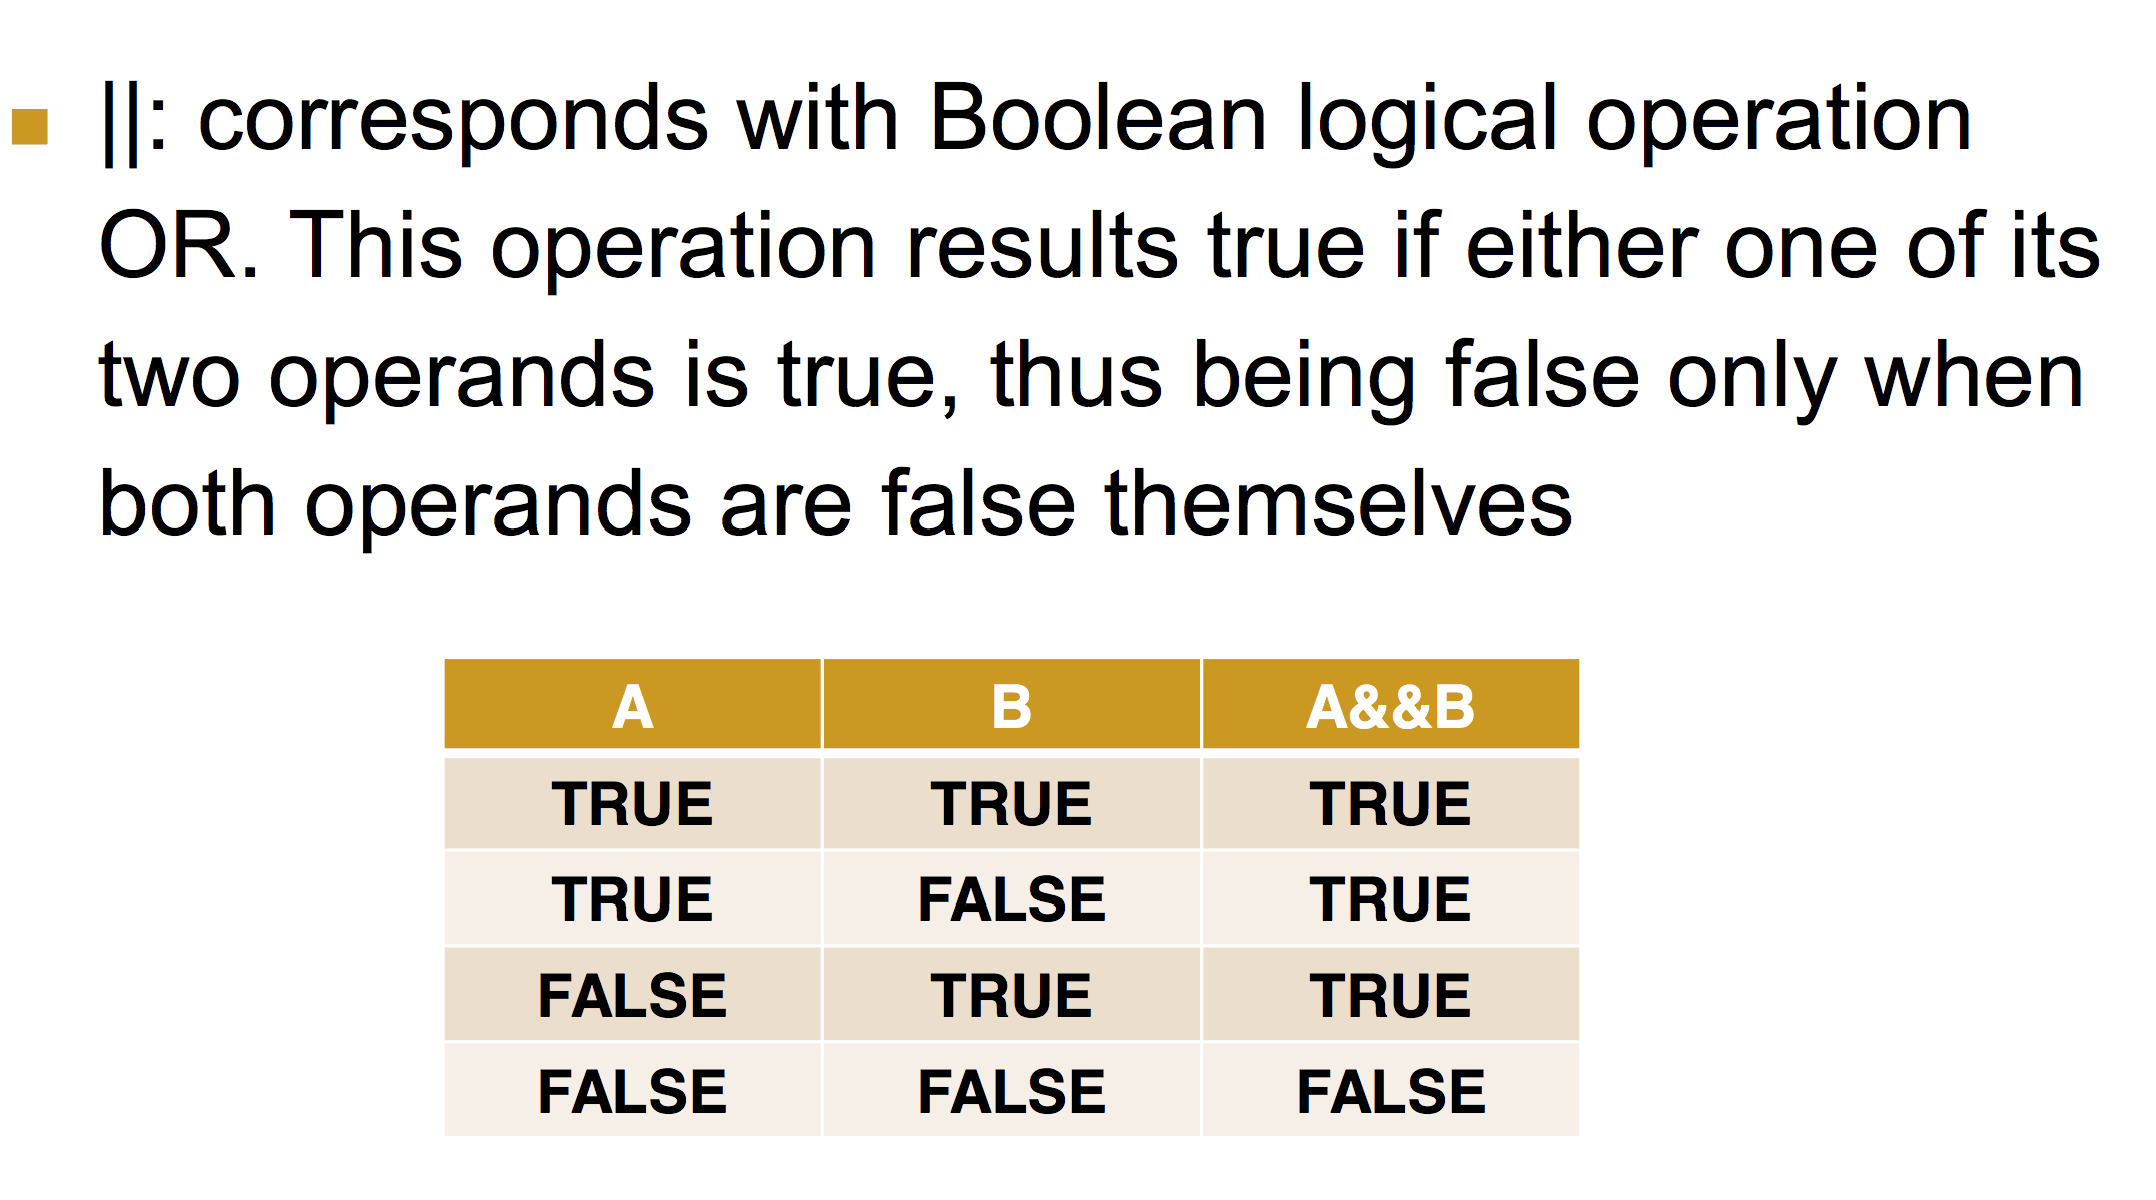 ||: corresponds with Boolean logical operation
OR. This operation results true if either one of its
two operands is true, thus being false only when
both operands are false themselves
A B A&&B
TRUE TRUE TRUE
TRUE FALSE TRUE
FALSE TRUE TRUE
FALSE FALSE FALSE